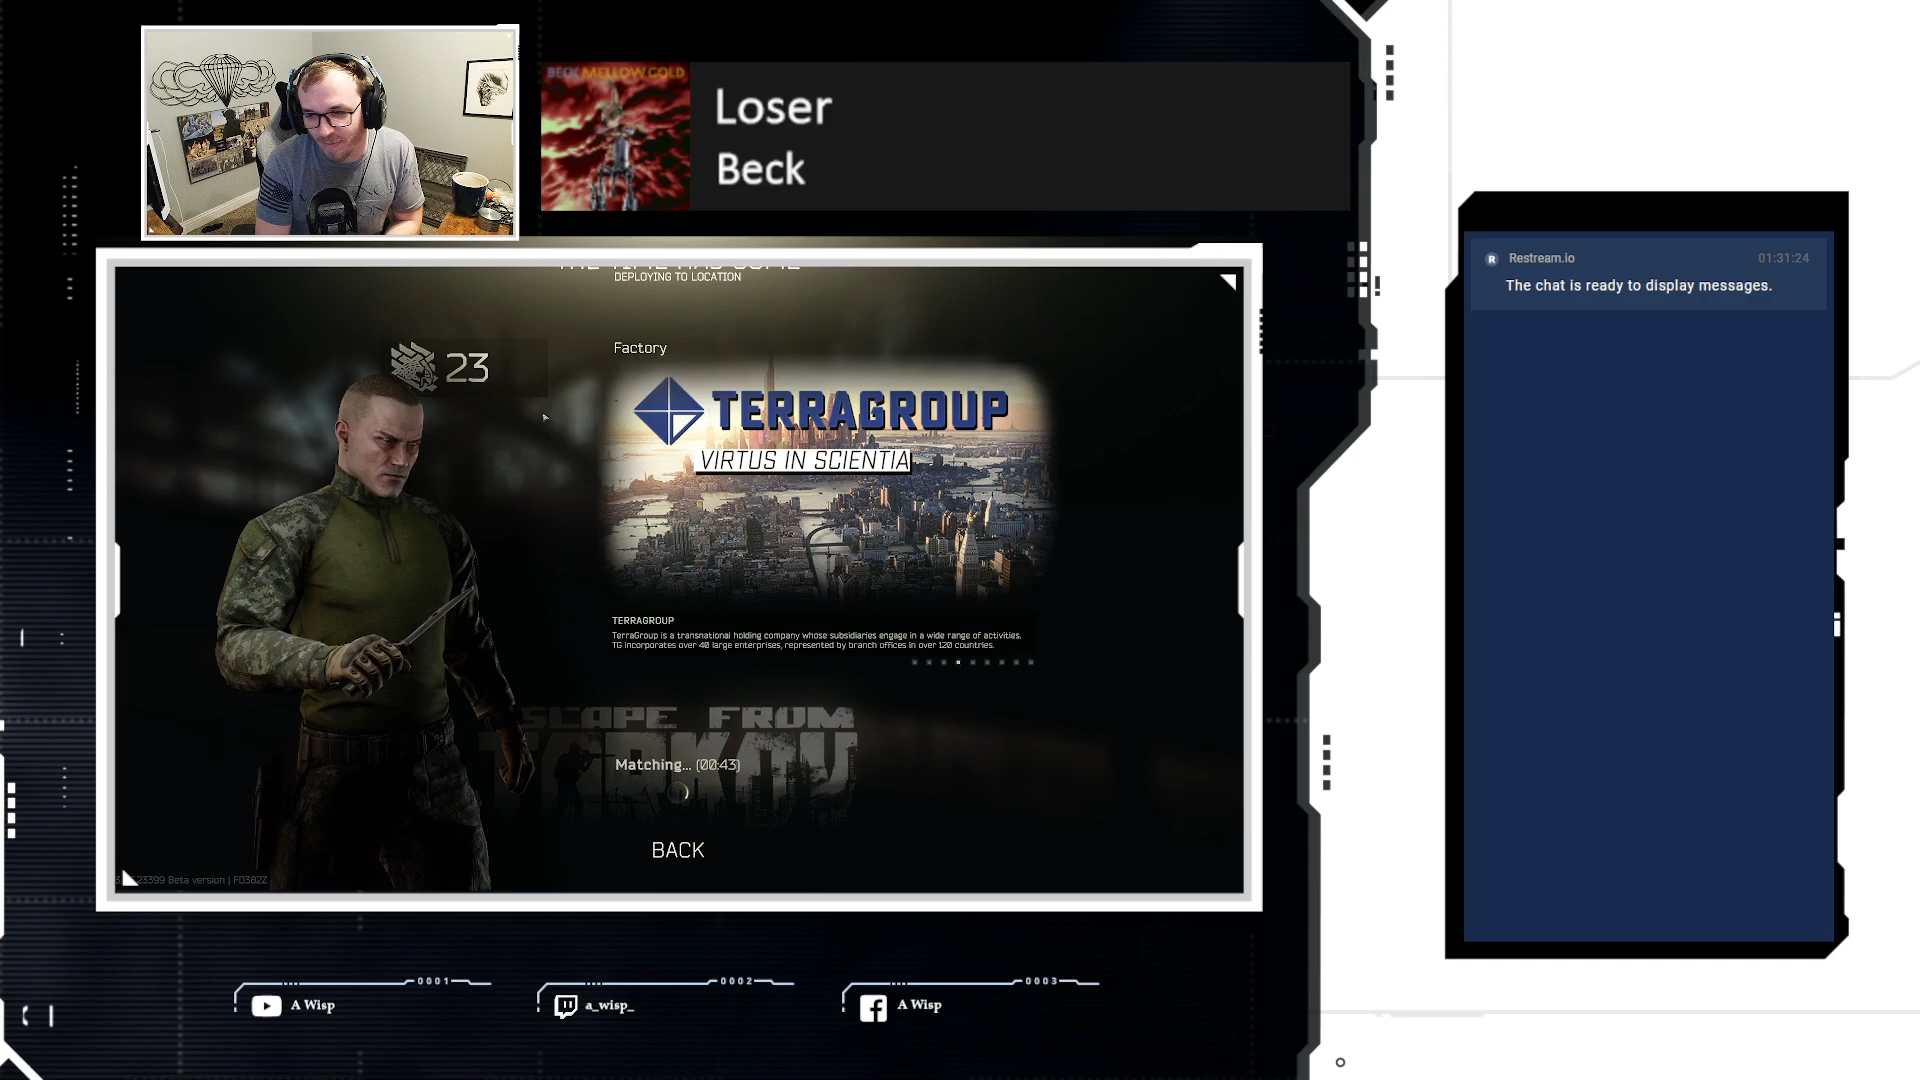 BECK MELLOW GOLD
Loser
Beck
DEPLOYING TO LOCATION
23
Factory
TERRAGROUP
VIRTUS IN SCIENTIA
TERRAGROUP
TerraGroup is a transnational holding company whose subsidiaries engage in a wide range of activities.
TG incorporates over 40 large enterprises, represented by branch offices in over 120 countries.
ESCAPE FROM
TARKOV
Matching... (00:43)
BACK
23399 Beta version | FD382Z
R Restream.io 01:31:24
The chat is ready to display messages.
0001
A Wisp
0002
a_wisp_
0003
A Wisp